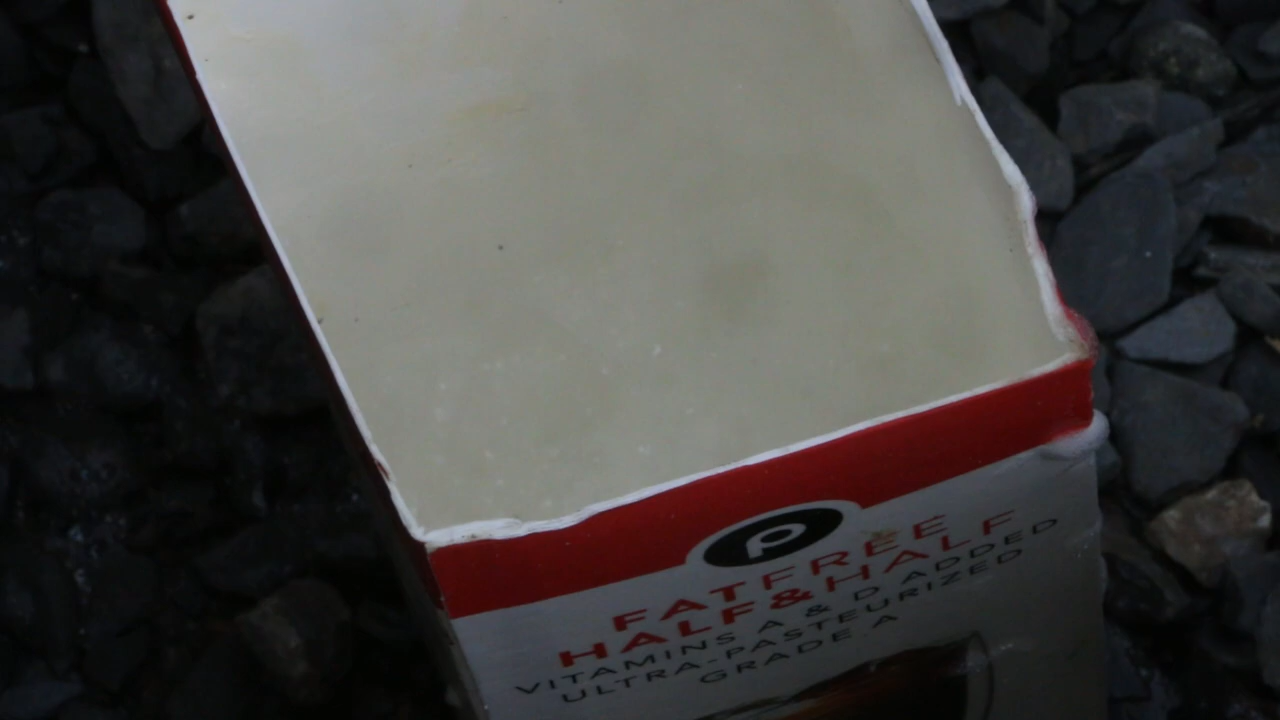 P
FATFREE
HALF&HALF
VITAMINS A & D ADDED
ULTRA-PASTEURIZED
GRADE A